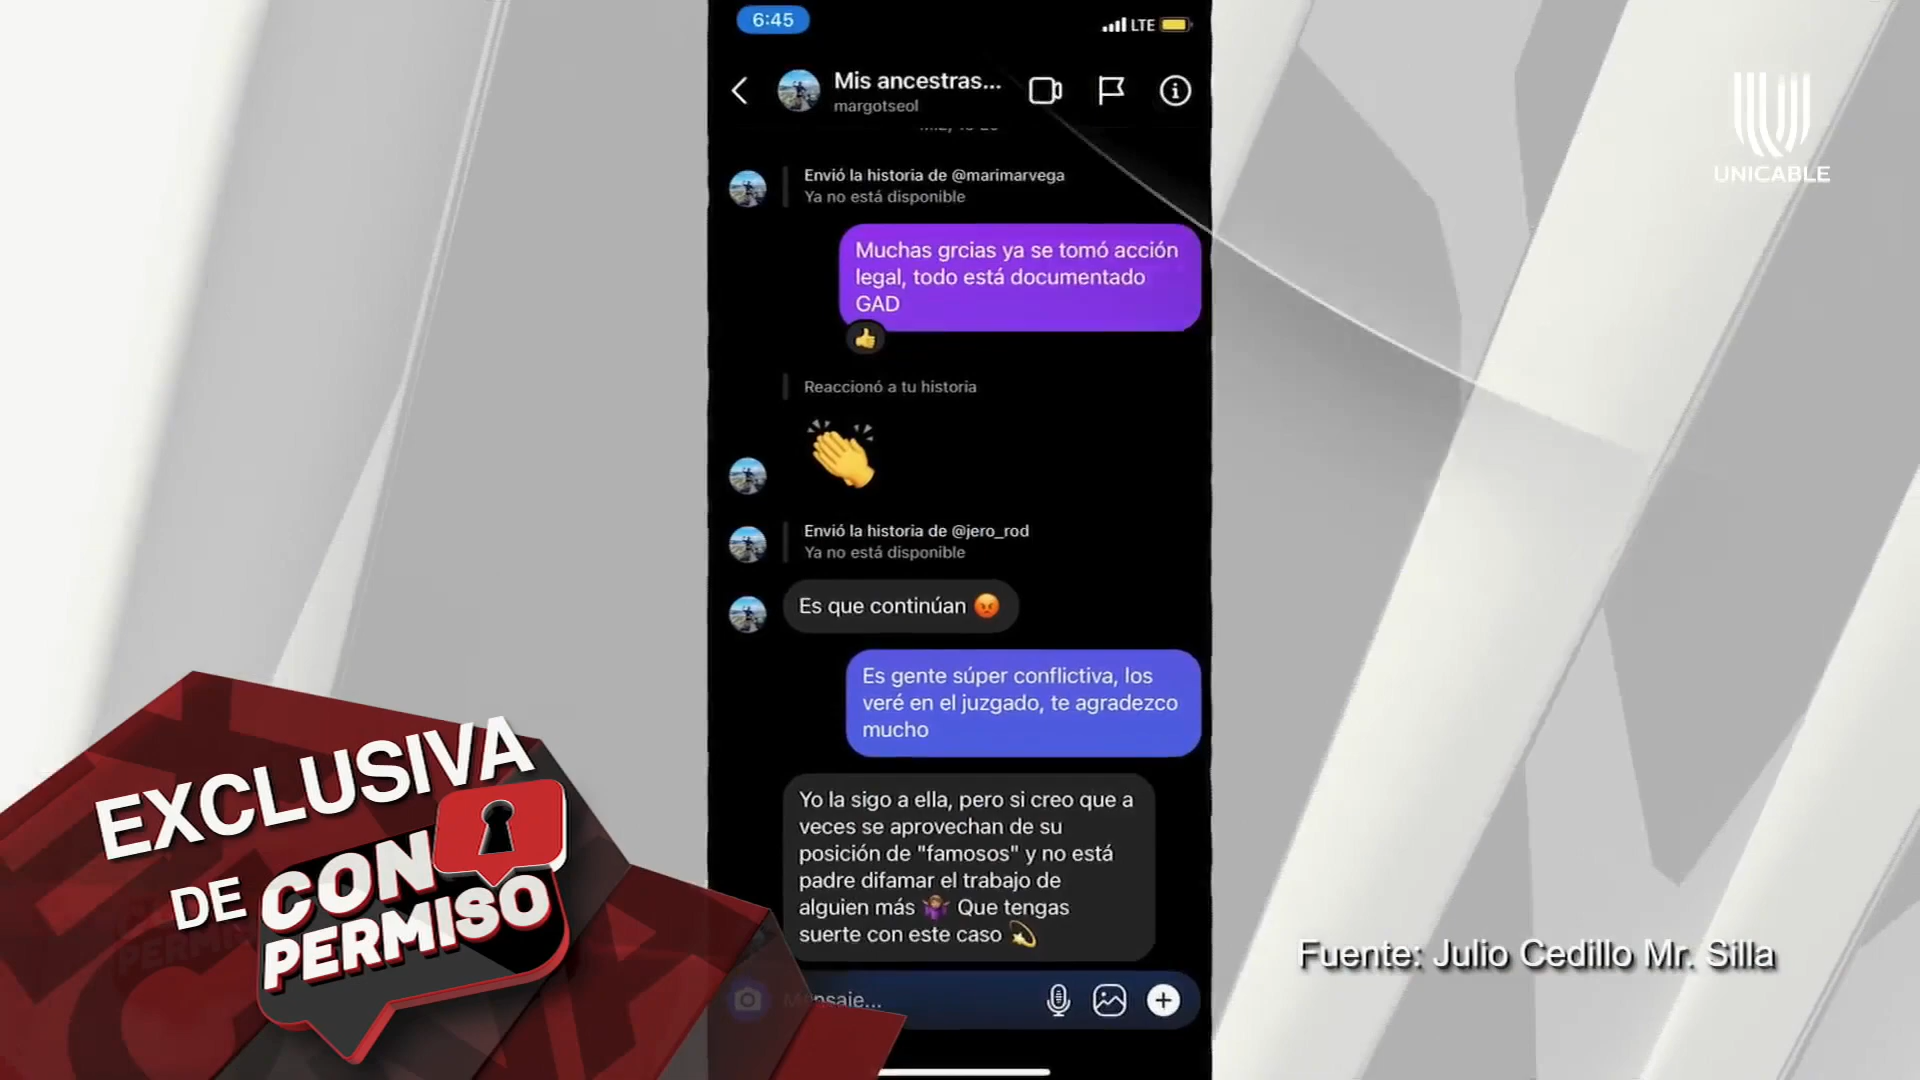 6:45
LTE
Mis ancestras...
margotseol
UNICABLE
Envió la historia de @marimarvega
Ya no está disponible
Muchas grcias ya se tomó acción
legal, todo está documentado
GAD
Reaccionó a tu historia
Envió la historia de @jero_rod
Ya no está disponible
Es que continúan 😡
Es gente súper conflictiva, los
veré en el juzgado, te agradezco
mucho
Yo la sigo a ella, pero si creo que a
veces se aprovechan de su
posición de "famosos" y no está
padre difamar el trabajo de
alguien más 🤷🏽‍♀️ Que tengas
suerte con este caso 💫
Mensaje...
EXCLUSIVA
DE CON
PERMISO
Fuente: Julio Cedillo Mr. Silla